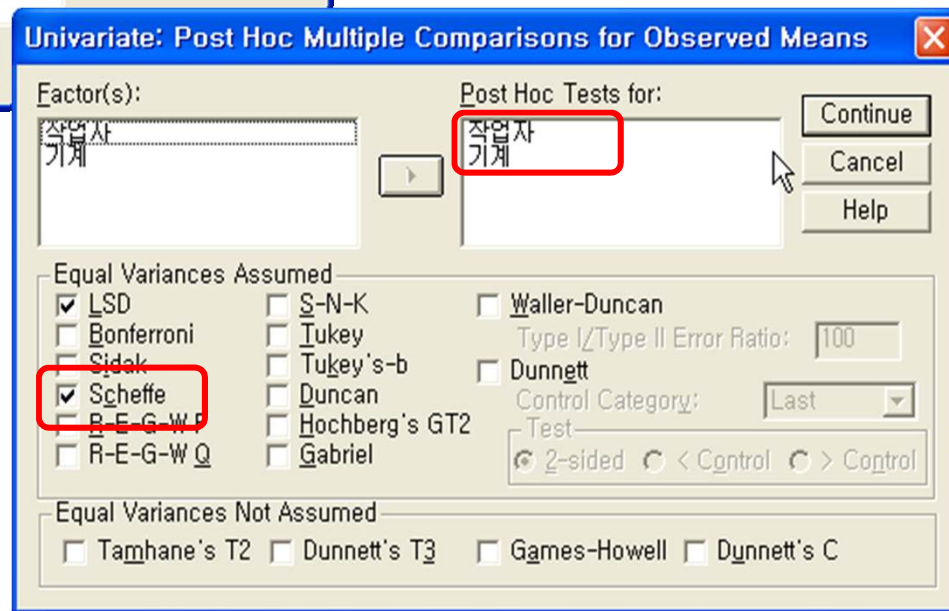 Univariate: Post Hoc Multiple Comparisons for Observed Means
Factor(s):
작업자
기계
Post Hoc Tests for:
작업자
기계
Continue
Cancel
Help
Equal Variances Assumed
LSD
Bonferroni
Sidak
Scheffe
R-E-G-W F
R-E-G-W Q
S-N-K
Tukey
Tukey's-b
Duncan
Hochberg's GT2
Gabriel
Waller-Duncan
Type I/Type II Error Ratio: 100
Dunnett
Control Category: Last
Test
2-sided < Control > Control
Equal Variances Not Assumed
Tamhane's T2 Dunnett's T3 Games-Howell Dunnett's C